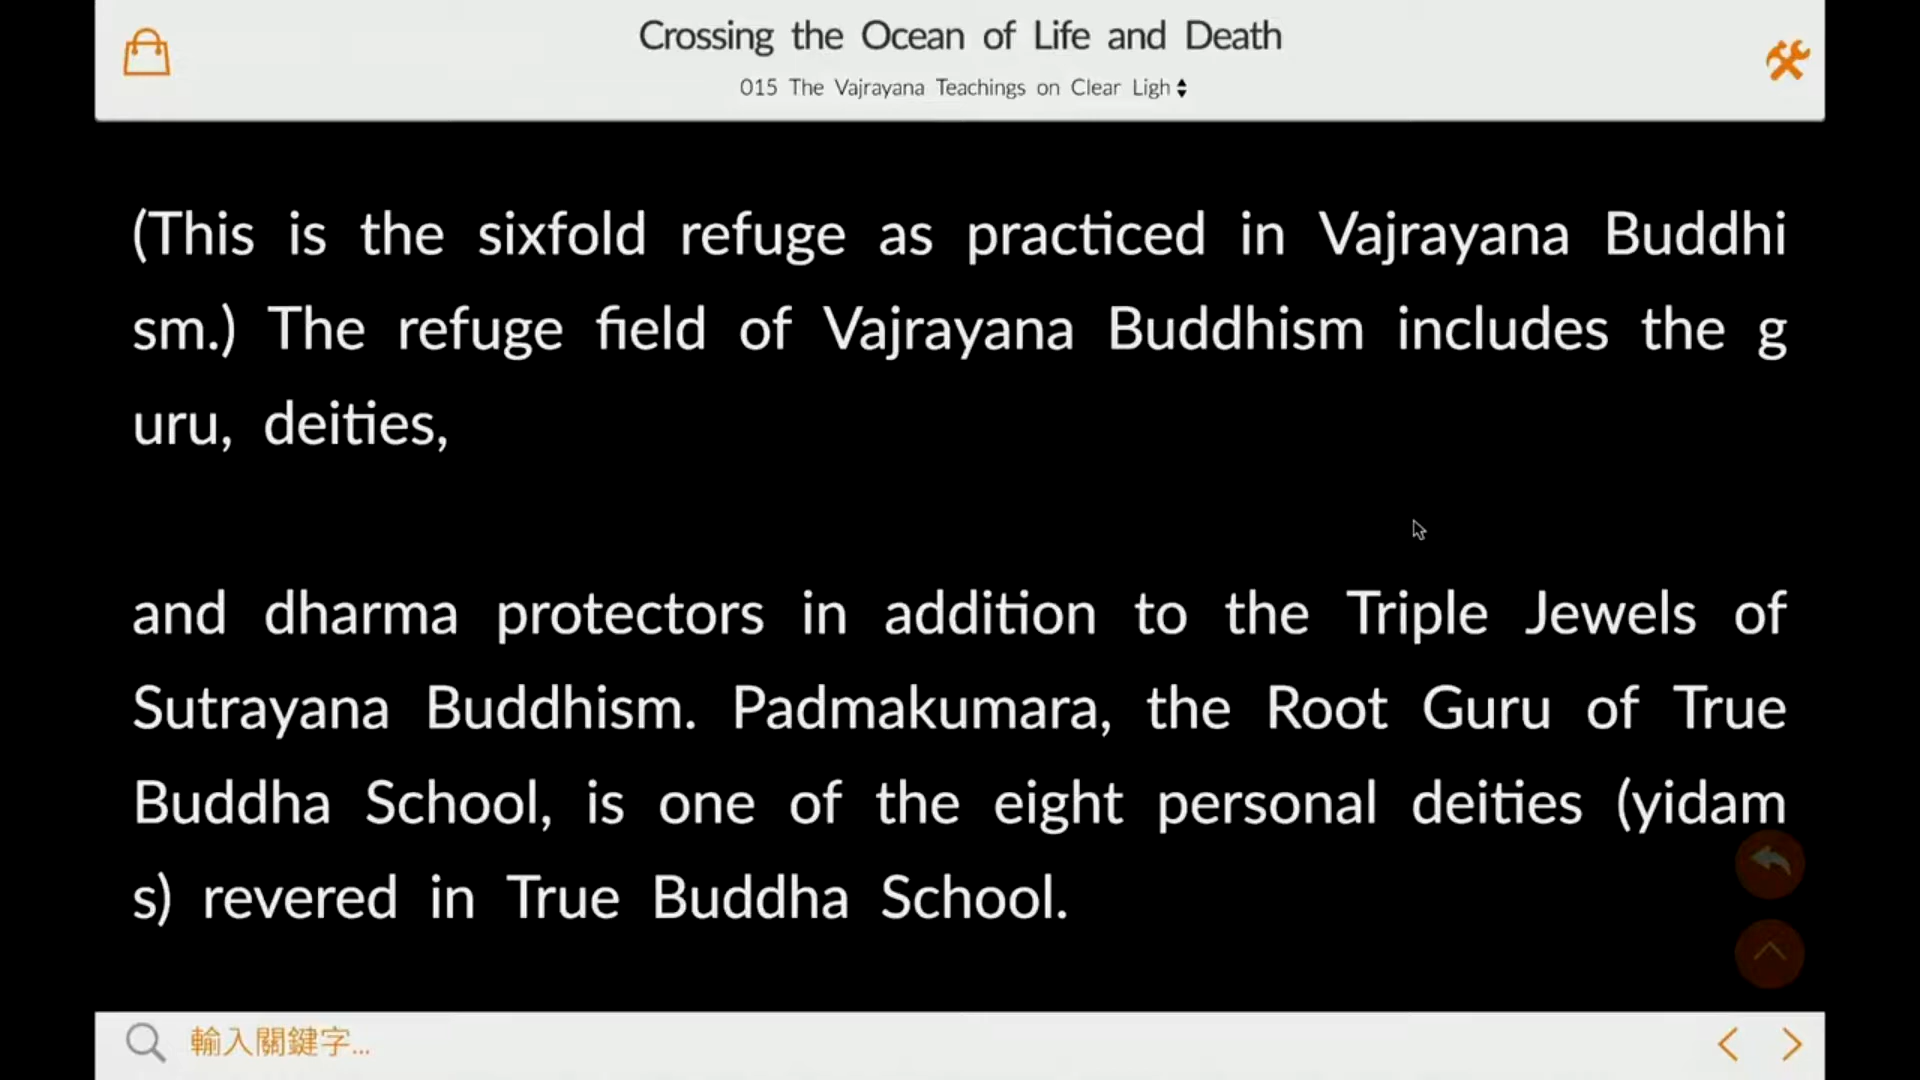 Crossing the Ocean of Life and Death
015 The Vajrayana Teachings on Clear Ligh
(This is the sixfold refuge as practiced in Vajrayana Buddhi
sm.) The refuge field of Vajrayana Buddhism includes the g
uru, deities,
and dharma protectors in addition to the Triple Jewels of
Sutrayana Buddhism. Padmakumara, the Root Guru of True
Buddha School, is one of the eight personal deities (yidam
s) revered in True Buddha School.
輸入關鍵字...